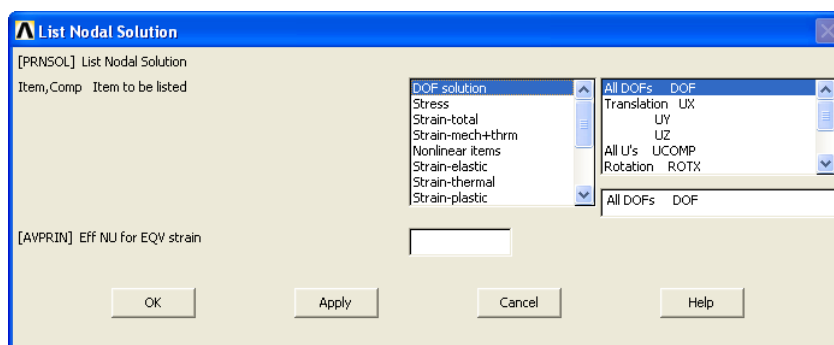 List Nodal Solution
[PRNSOL] List Nodal Solution
Item,Comp Item to be listed
DOF solution
Stress
Strain-total
Strain-mech+thrm
Nonlinear items
Strain-elastic
Strain-thermal
Strain-plastic
All DOFs DOF
Translation UX
UY
UZ
All U's UCOMP
Rotation ROTX
All DOFs DOF
[AVPRIN] Eff NU for EQV strain
OK Apply Cancel Help